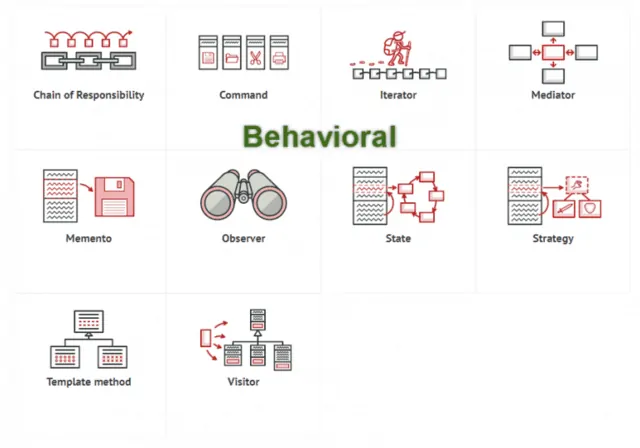 Chain of Responsibility
Command
Iterator
Mediator
Behavioral
Memento
Observer
State
Strategy
Template method
Visitor